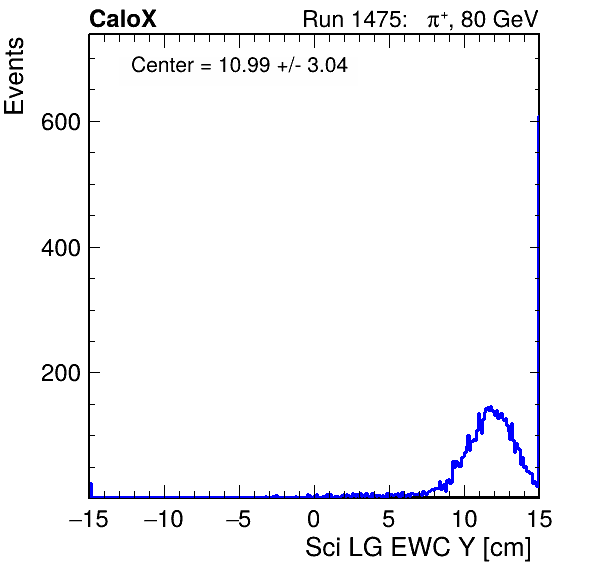 CaloX
Run 1475: π⁺, 80 GeV
Center = 10.99 +/- 3.04
Events
600
400
200
−15 −10 −5 0 5 10 15
Sci LG EWC Y [cm]